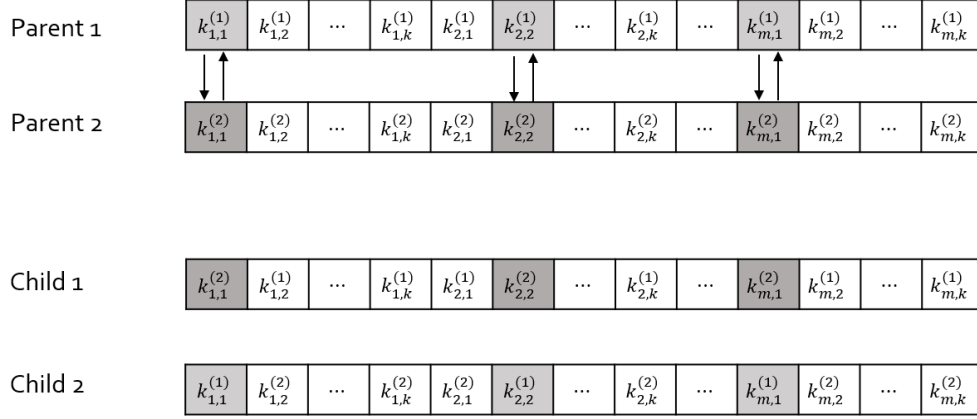 Parent 1 k_{1,1}^{(1)} k_{1,2}^{(1)} ... k_{1,k}^{(1)} k_{2,1}^{(1)} k_{2,2}^{(1)} ... k_{2,k}^{(1)} ... k_{m,1}^{(1)} k_{m,2}^{(1)} ... k_{m,k}^{(1)}
Parent 2 k_{1,1}^{(2)} k_{1,2}^{(2)} ... k_{1,k}^{(2)} k_{2,1}^{(2)} k_{2,2}^{(2)} ... k_{2,k}^{(2)} ... k_{m,1}^{(2)} k_{m,2}^{(2)} ... k_{m,k}^{(2)}
Child 1 k_{1,1}^{(2)} k_{1,2}^{(1)} ... k_{1,k}^{(1)} k_{2,1}^{(1)} k_{2,2}^{(2)} ... k_{2,k}^{(1)} ... k_{m,1}^{(2)} k_{m,2}^{(1)} ... k_{m,k}^{(1)}
Child 2 k_{1,1}^{(1)} k_{1,2}^{(2)} ... k_{1,k}^{(2)} k_{2,1}^{(2)} k_{2,2}^{(1)} ... k_{2,k}^{(2)} ... k_{m,1}^{(1)} k_{m,2}^{(2)} ... k_{m,k}^{(2)}